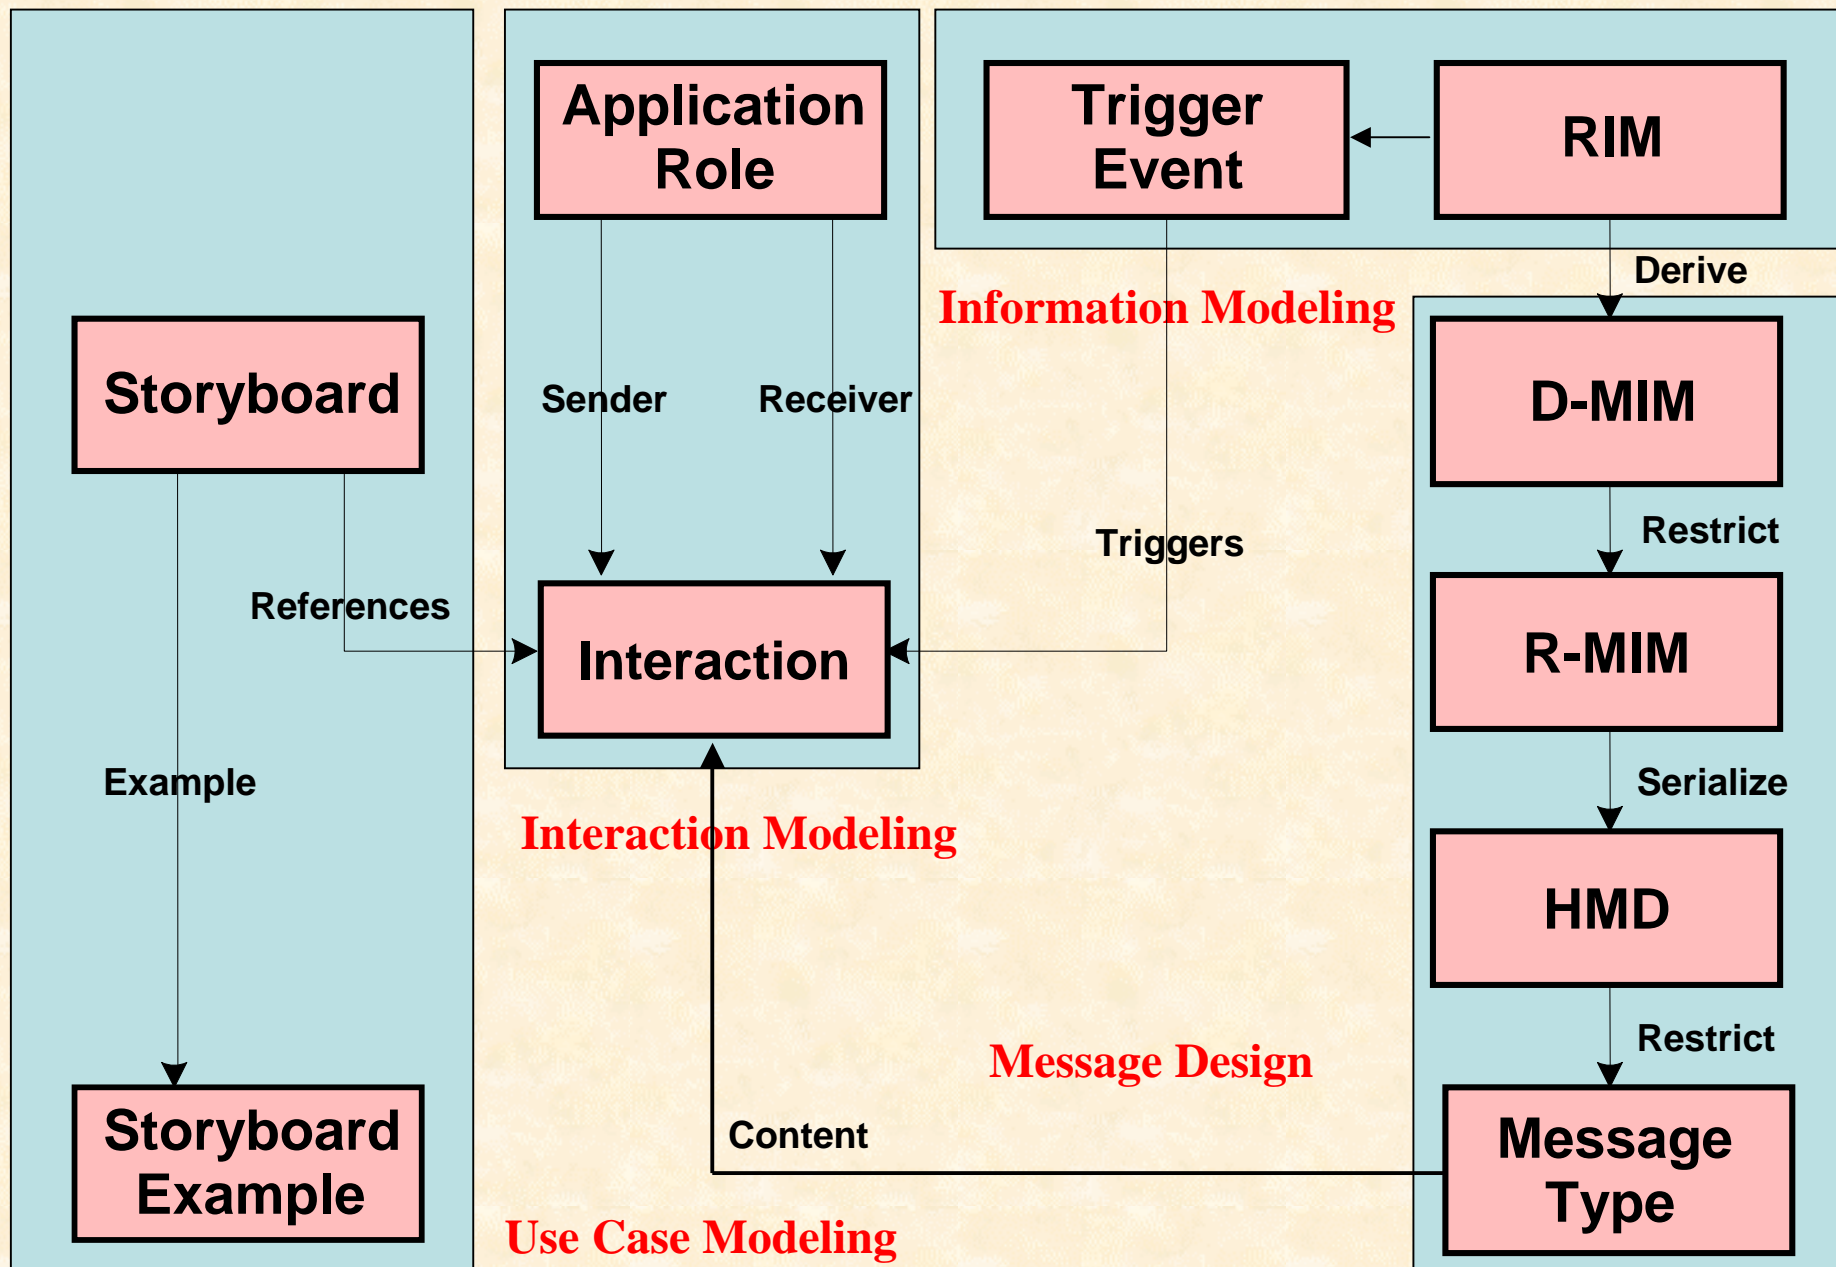 Application
Role
Trigger
Event
RIM
Derive
Information Modeling
Storyboard
Sender
Receiver
D-MIM
Restrict
Triggers
References
Interaction
R-MIM
Example
Serialize
Interaction Modeling
HMD
Restrict
Message Design
Content
Storyboard
Example
Message
Type
Use Case Modeling